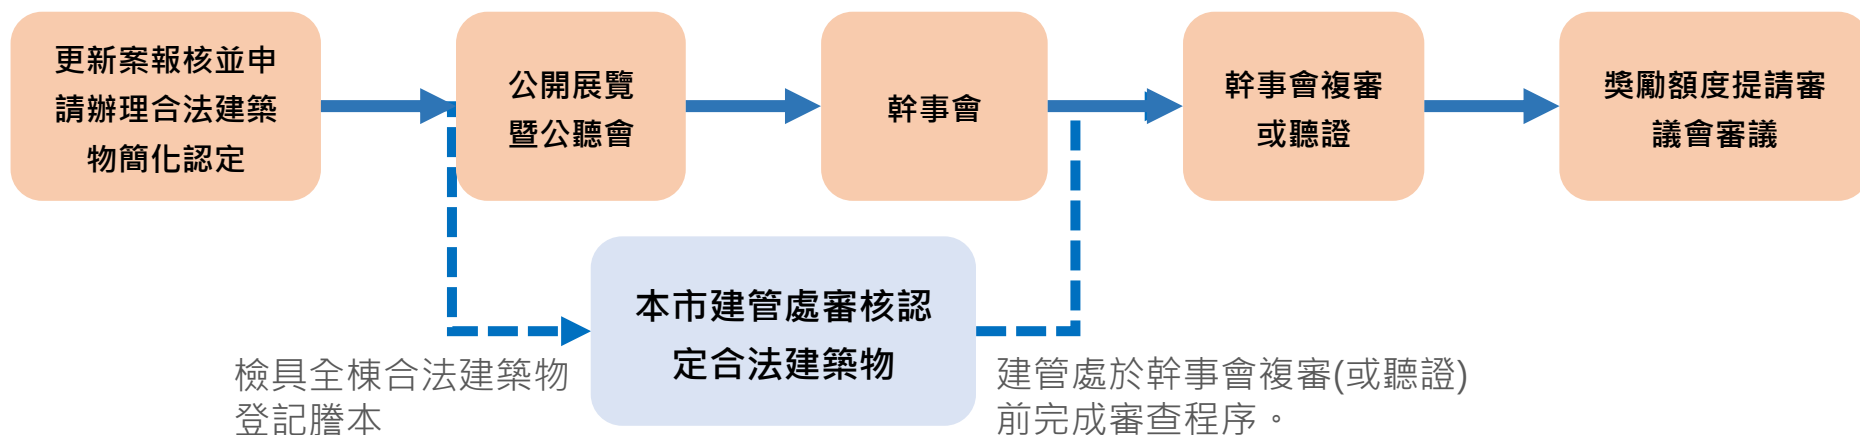 更新案報核並申
請辦理合法建築
物簡化認定
公開展覽
暨公聽會
幹事會
幹事會複審
或聽證
獎勵額度提請審
議會審議
本市建管處審核認
定合法建築物
檢具全棟合法建築物
登記謄本
建管處於幹事會複審(或聽證)
前完成審查程序。